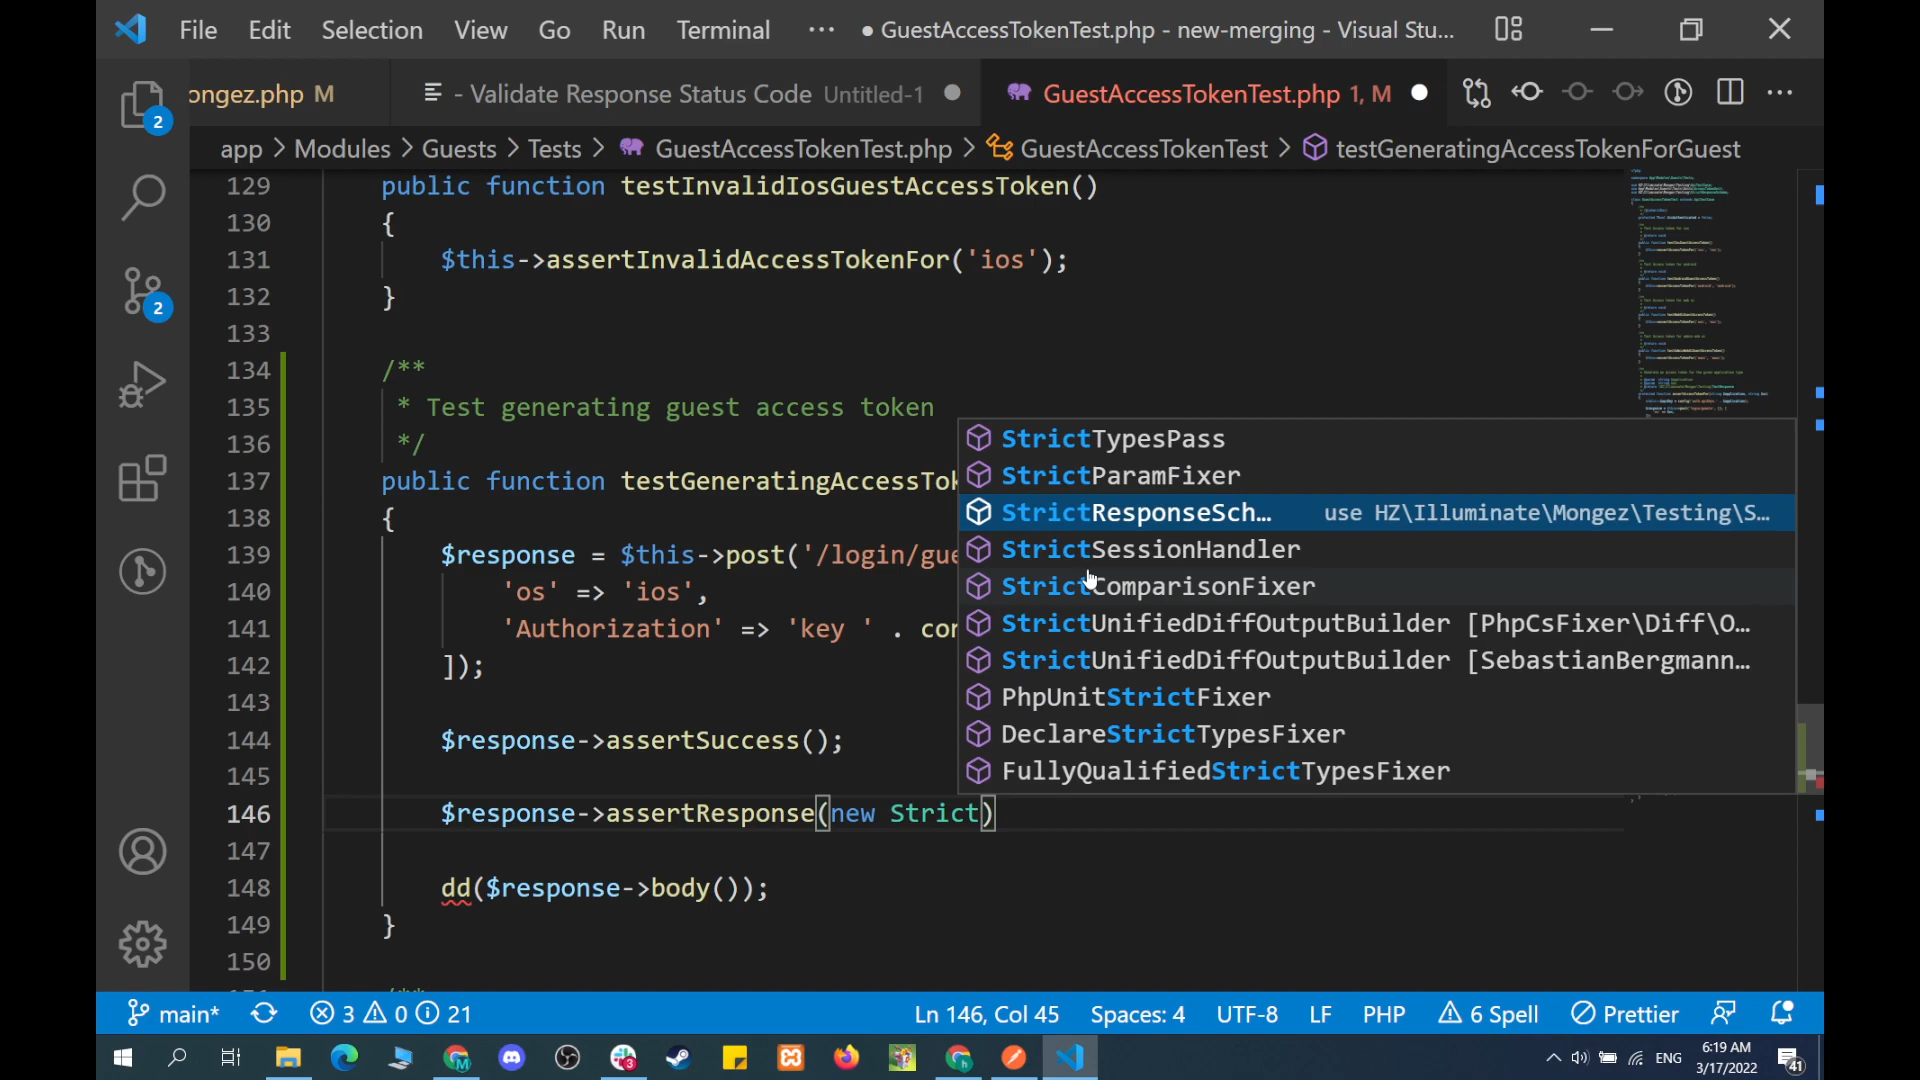 File Edit Selection View Go Run Terminal ··· ● GuestAccessTokenTest.php - new-merging - Visual Stu...
ongez.php M - Validate Response Status Code Untitled-1 GuestAccessTokenTest.php 1, M
app > Modules > Guests > Tests > GuestAccessTokenTest.php > GuestAccessTokenTest > testGeneratingAccessTokenForGuest
129 public function testInvalidIosGuestAccessToken()
130 {
131 $this->assertInvalidAccessTokenFor('ios');
132 }
133
134 /**
135 * Test generating guest access token
136 */
137 public function testGeneratingAccessTok
138 {
139 $response = $this->post('/login/gue
140 'os' => 'ios',
141 'Authorization' => 'key ' . con
142 ]);
143
144 $response->assertSuccess();
145
146 $response->assertResponse(new Strict)
147
148 dd($response->body());
149 }
150
StrictTypesPass
StrictParamFixer
StrictResponseSch... use HZ\Illuminate\Mongez\Testing\S...
StrictSessionHandler
StrictComparisonFixer
StrictUnifiedDiffOutputBuilder [PhpCsFixer\Diff\O...
StrictUnifiedDiffOutputBuilder [SebastianBergmann...
PhpUnitStrictFixer
DeclareStrictTypesFixer
FullyQualifiedStrictTypesFixer
2
2
main* 3 0 21 Ln 146, Col 45 Spaces: 4 UTF-8 LF PHP 6 Spell Prettier
ENG 6:19 AM
3/17/2022 41